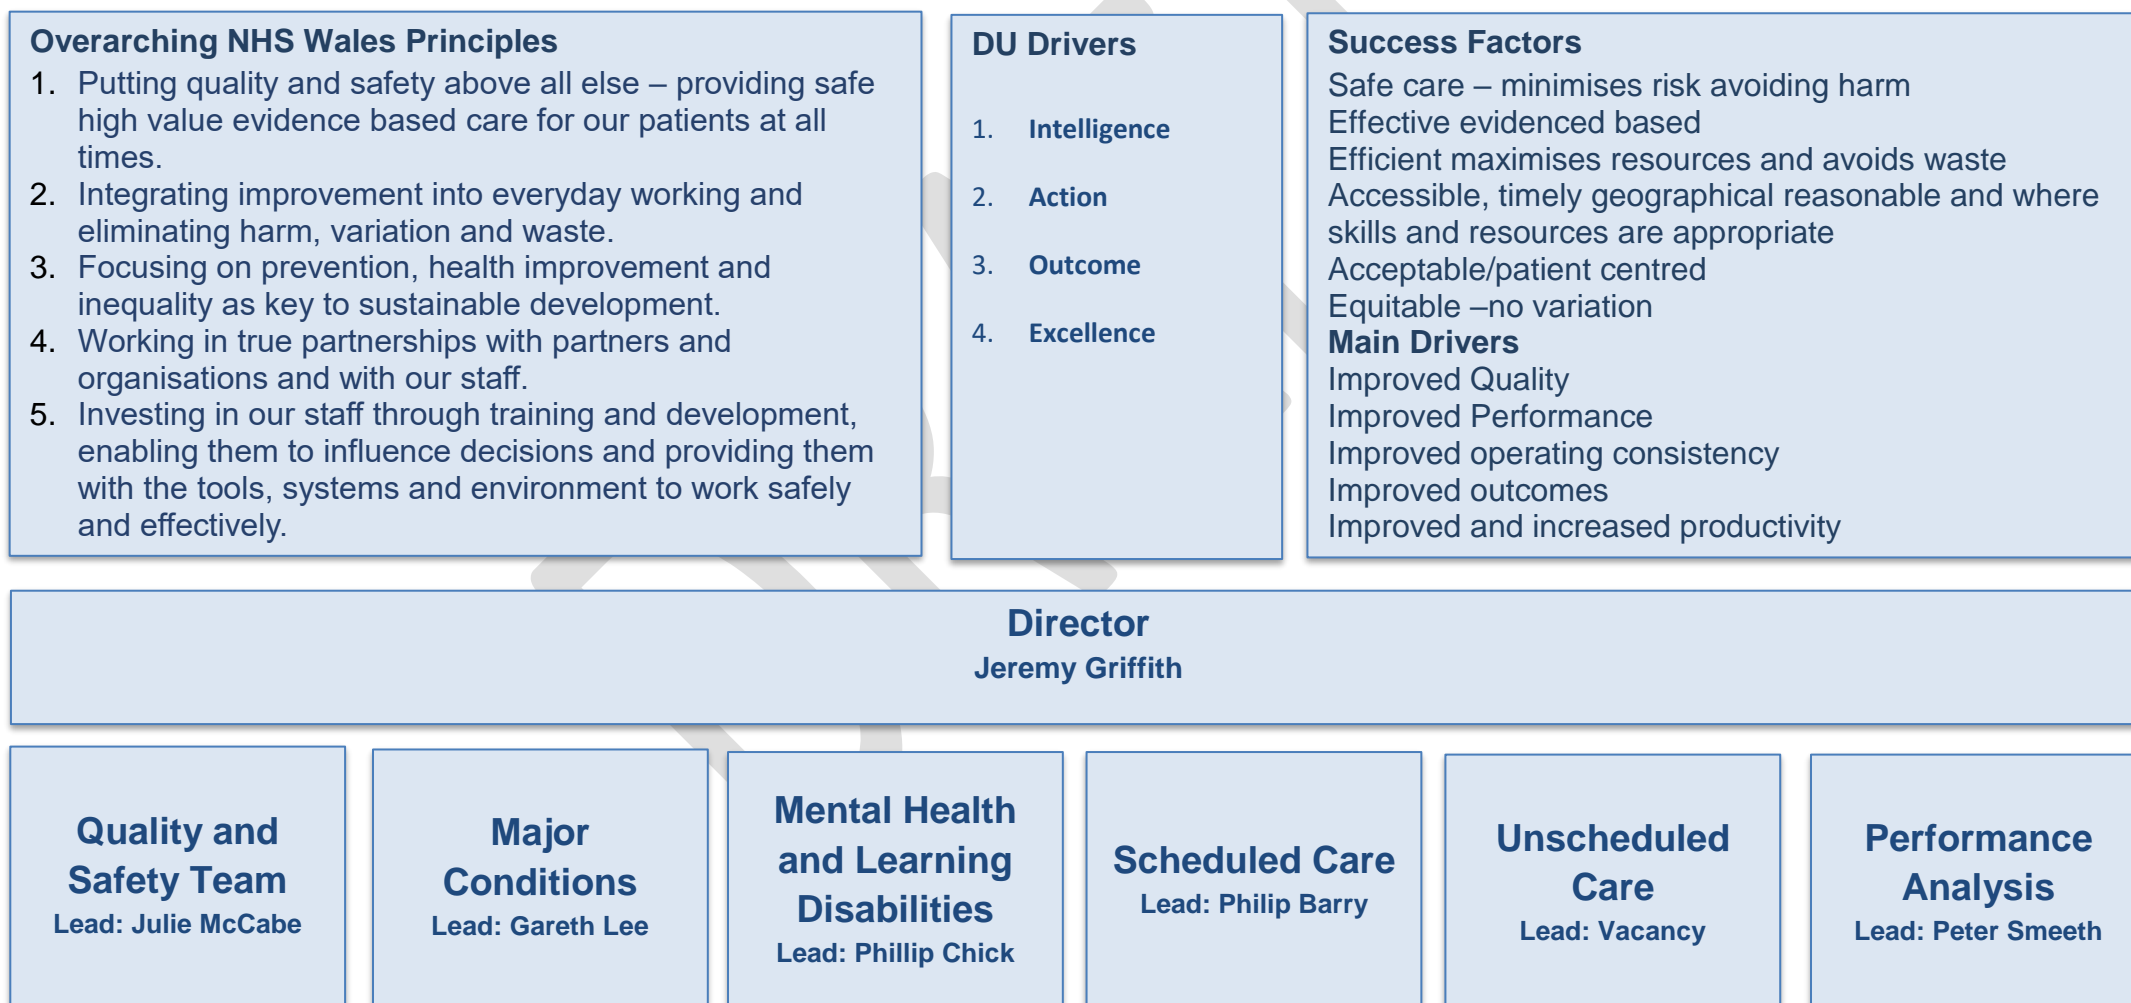 Overarching NHS Wales Principles
1. Putting quality and safety above all else – providing safe
high value evidence based care for our patients at all
times.
2. Integrating improvement into everyday working and
eliminating harm, variation and waste.
3. Focusing on prevention, health improvement and
inequality as key to sustainable development.
4. Working in true partnerships with partners and
organisations and with our staff.
5. Investing in our staff through training and development,
enabling them to influence decisions and providing them
with the tools, systems and environment to work safely
and effectively.
DU Drivers
1. Intelligence
2. Action
3. Outcome
4. Excellence
Success Factors
Safe care – minimises risk avoiding harm
Effective evidenced based
Efficient maximises resources and avoids waste
Accessible, timely geographical reasonable and where
skills and resources are appropriate
Acceptable/patient centred
Equitable –no variation
Main Drivers
Improved Quality
Improved Performance
Improved operating consistency
Improved outcomes
Improved and increased productivity
Director
Jeremy Griffith
Quality and
Safety Team
Lead: Julie McCabe
Major
Conditions
Lead: Gareth Lee
Mental Health
and Learning
Disabilities
Lead: Phillip Chick
Scheduled Care
Lead: Philip Barry
Unscheduled
Care
Lead: Vacancy
Performance
Analysis
Lead: Peter Smeeth